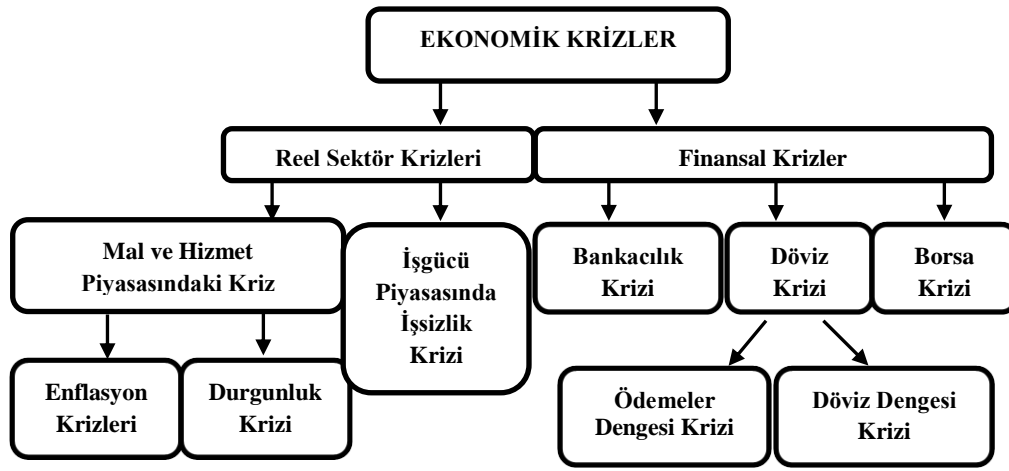 EKONOMİK KRİZLER
Reel Sektör Krizleri
Finansal Krizler
Mal ve Hizmet
Piyasasındaki Kriz
İşgücü
Piyasasında
İşsizlik
Krizi
Bankacılık
Krizi
Döviz
Krizi
Borsa
Krizi
Enflasyon
Krizleri
Durgunluk
Krizi
Ödemeler
Dengesi Krizi
Döviz Dengesi
Krizi